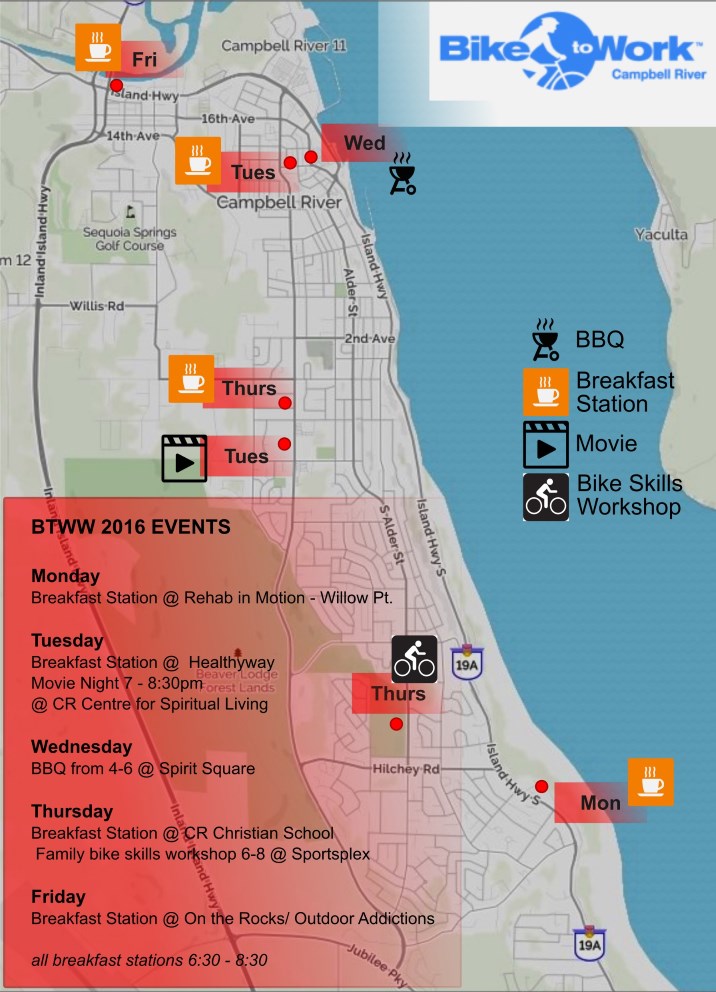 Campbell River 11
Bike to Work™
Campbell River
Fri
Island Hwy
16th Ave
14th Ave
Wed
Tues
Campbell River
Inland Island Hwy
Sequoia Springs
Golf Course
Island Hwy
Yaculta
m 12
Willis Rd
Alder St
2nd Ave
BBQ
Breakfast
Station
Movie
Bike Skills
Workshop
Thurs
Tues
Inland Island Hwy
S Alder St
Island Hwy S
BTWW 2016 EVENTS
Monday
Breakfast Station @ Rehab in Motion - Willow Pt.
Tuesday
Breakfast Station @  Healthyway
Movie Night 7 - 8:30pm
@ CR Centre for Spiritual Living
Beaver Lodge
Forest Lands
19A
Thurs
Wednesday
BBQ from 4-6 @ Spirit Square
Hilchey Rd
Island Hwy S
Mon
Thursday
Breakfast Station @ CR Christian School
Family bike skills workshop 6-8 @ Sportsplex
Inland Island Hwy
Friday
Breakfast Station @ On the Rocks/ Outdoor Addictions
19A
all breakfast stations 6:30 - 8:30
Jubilee Pky